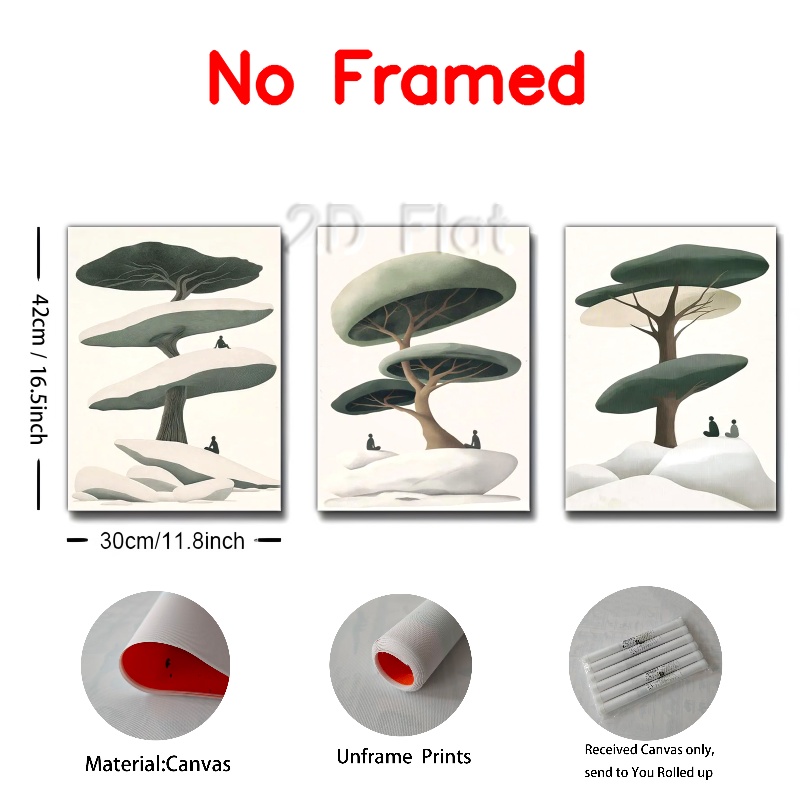 No Framed
2D Flat
42cm / 16.5inch
30cm/11.8inch
Material:Canvas
Unframe Prints
Received Canvas only,
send to You Rolled up